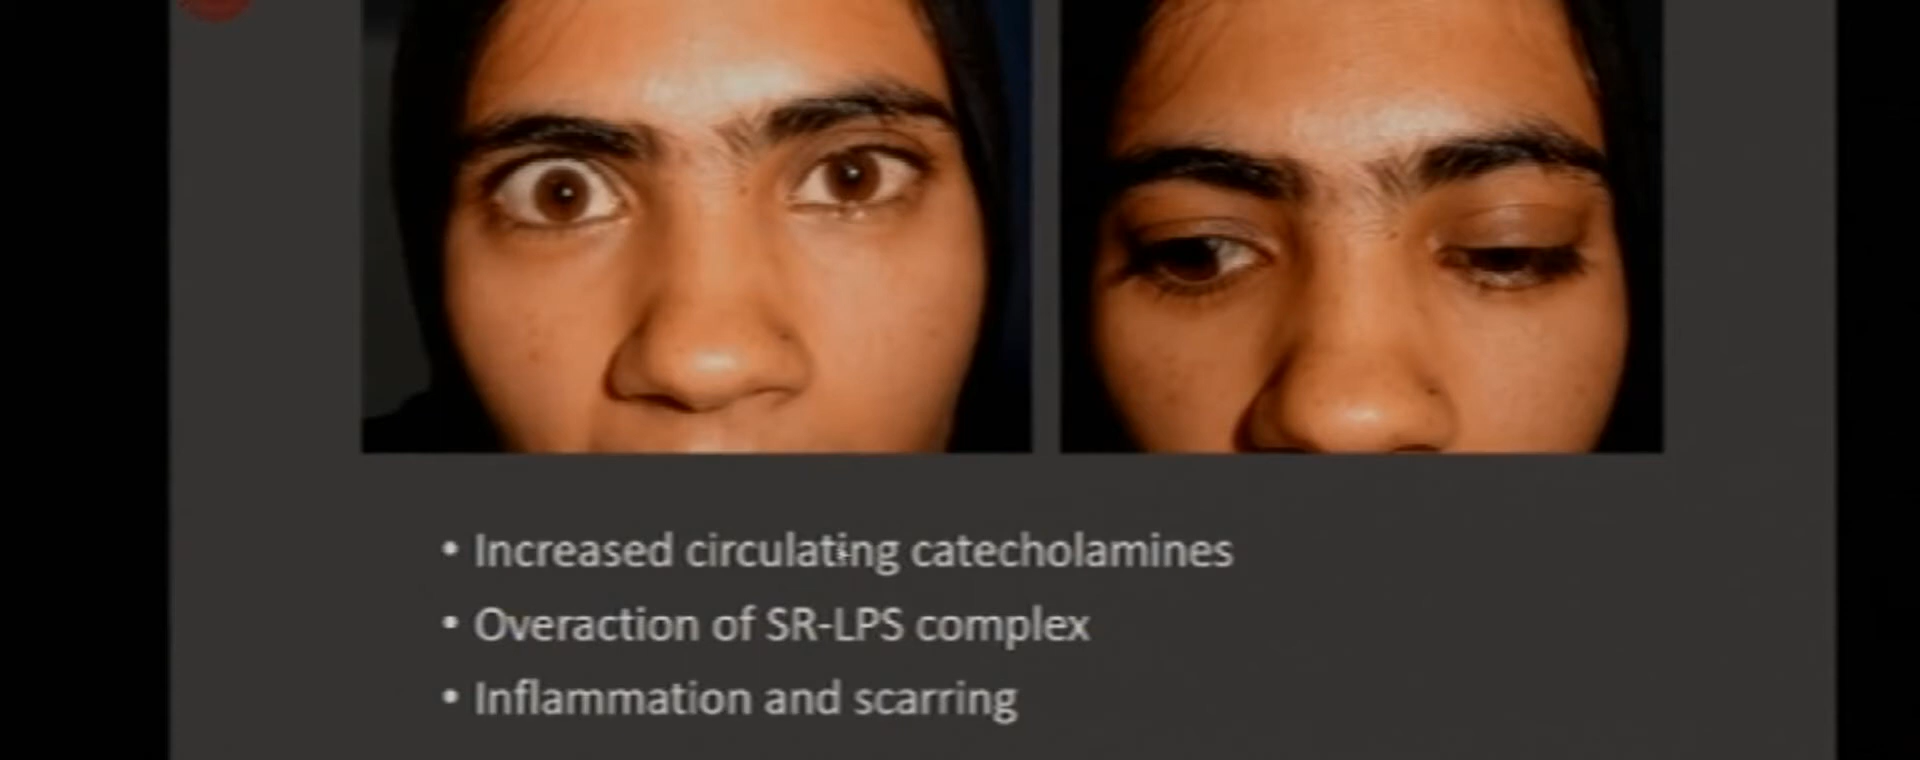 • Increased circulating catecholamines
• Overaction of SR-LPS complex
• Inflammation and scarring